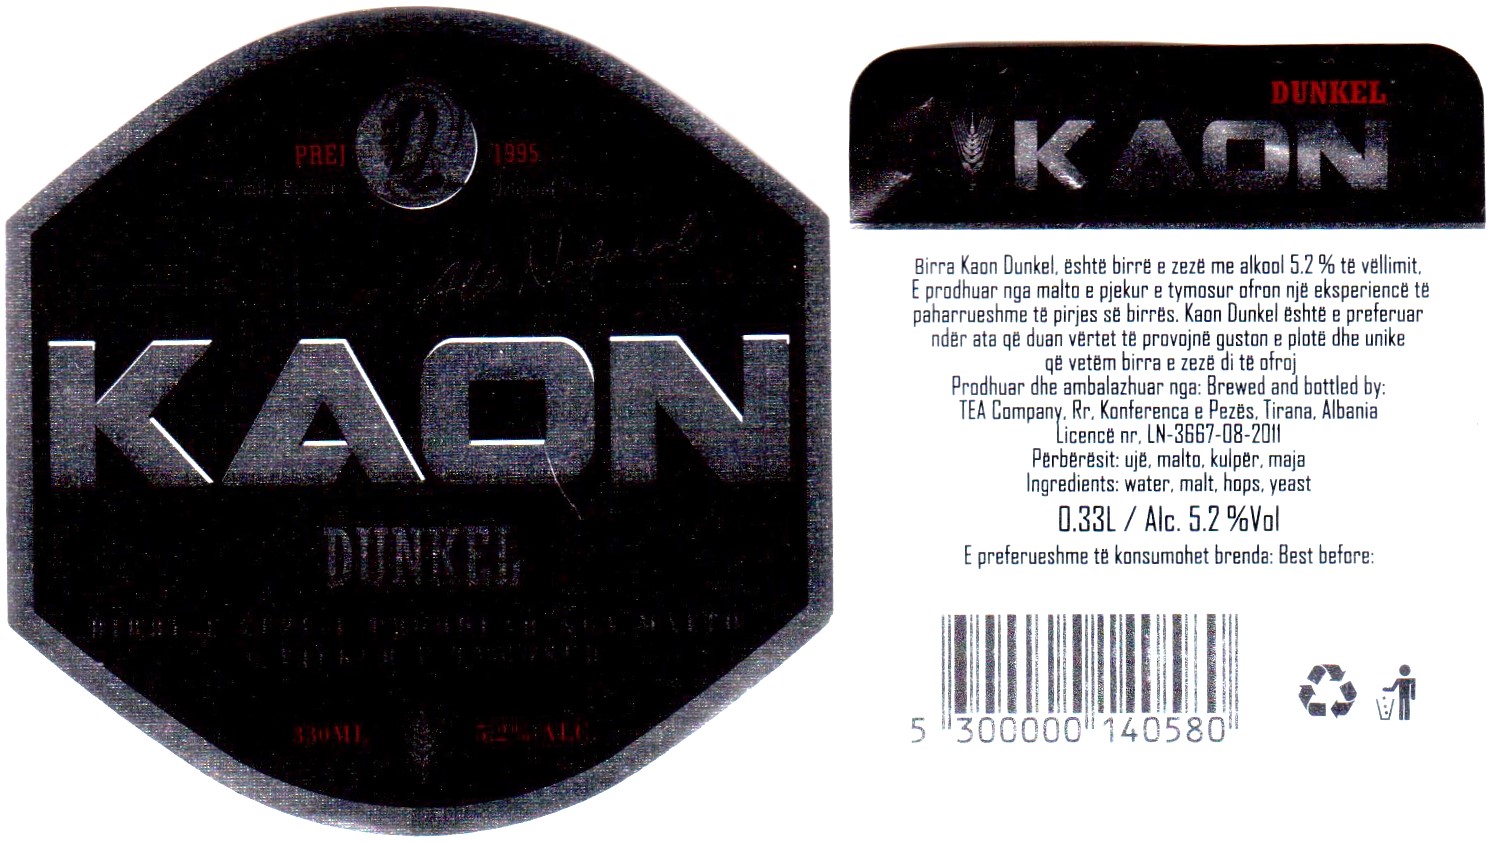 PREJ 1995
KAON
DUNKEL
330ML 5.2% ALC.
DUNKEL
KAON
Birra Kaon Dunkel, është birrë e zezë me alkool 5.2 % të vëllimit,
E prodhuar nga malto e pjekur e tymosur ofron një eksperiencë të
paharrueshme të pirjes së birrës. Kaon Dunkel është e preferuar
ndër ata që duan vërtet të provojnë guston e plotë dhe unike
që vetëm birra e zezë di të ofroj
Prodhuar dhe ambalazhuar nga: Brewed and bottled by:
TEA Company, Rr. Konferenca e Pezës, Tirana, Albania
Licencë nr. LN-3667-08-2011
Përbërësit: ujë, malto, kulpër, maja
Ingredients: water, malt, hops, yeast
0.33L / Alc. 5.2 %Vol
E preferueshme të konsumohet brenda: Best before:
5 300000 140580